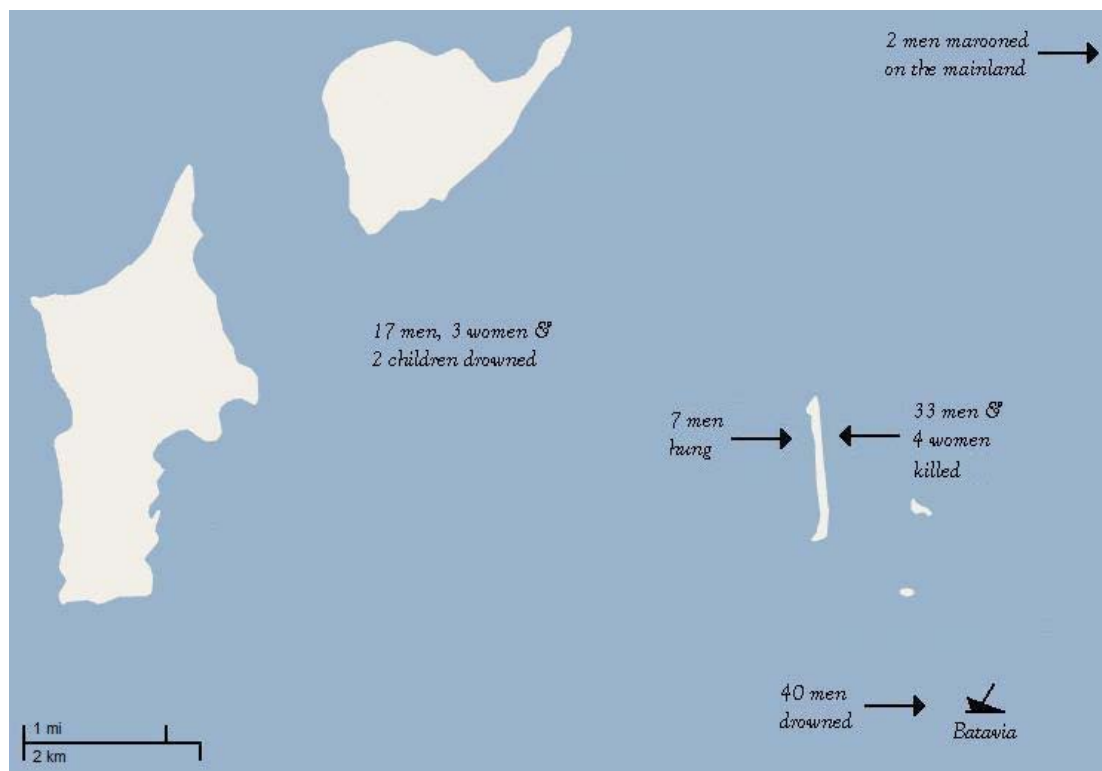 2 men marooned
on the mainland
17 men, 3 women &
2 children drowned
7 men
hung
33 men &
4 women
killed
40 men
drowned
Batavia
1 mi
2 km